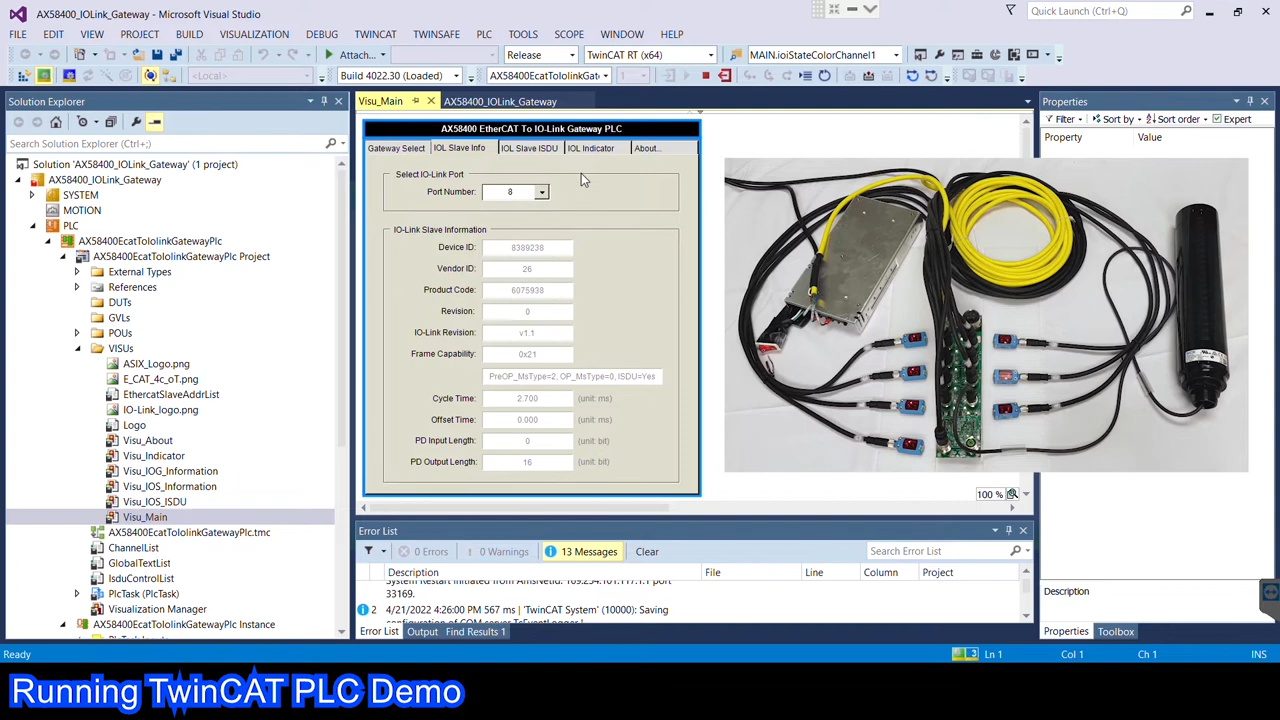 AX58400_IOLink_Gateway - Microsoft Visual Studio
Quick Launch (Ctrl+Q)
FILE EDIT VIEW PROJECT BUILD VISUALIZATION DEBUG TWINCAT TWINSAFE PLC TOOLS SCOPE WINDOW HELP
Attach... Release TwinCAT RT (x64) MAIN.oiStateColorChannel1
<Local> Build 4022.30 (Loaded) AX58400EcatToIolinkGatewa 1
Solution Explorer
Search Solution Explorer (Ctrl+;)
Solution 'AX58400_IOLink_Gateway' (1 project)
AX58400_IOLink_Gateway
SYSTEM
MOTION
PLC
AX58400EcatToIolinkGatewayPlc
AX58400EcatToIolinkGatewayPlc Project
External Types
References
DUTs
GVLs
POUs
VISUs
ASIX_Logo.png
E_CAT_4c_oT.png
EthercatSlaveAddrList
IO-Link_logo.png
Logo
Visu_About
Visu_Indicator
Visu_IOG_Information
Visu_IOS_Information
Visu_IOS_ISDU
Visu_Main
AX58400EcatToIolinkGatewayPlc.tmc
ChannelList
GlobalTextList
IsduControlList
PlcTask (PlcTask)
Visualization Manager
AX58400EcatToIolinkGatewayPlc Instance
Visu_Main AX58400_IOLink_Gateway
AX58400 EtherCAT To IO-Link Gateway PLC
Gateway Select IOL Slave Info IOL Slave ISDU IOL Indicator About...
Select IO-Link Port
Port Number: 8
IO-Link Slave Information
Device ID: 8389238
Vendor ID: 26
Product Code: 6075938
Revision: 0
IO-Link Revision: v1.1
Frame Capability: 0x21
PreOP_MsType=2, OP_MsType=0, ISDU=Yes
Cycle Time: 2.700 (unit: ms)
Offset Time: 0.000 (unit: ms)
PD Input Length: 0 (unit: bit)
PD Output Length: 16 (unit: bit)
100 %
Error List
0 Errors 0 Warnings 13 Messages Clear Search Error List
Description File Line Column Project
33169.
2 4/21/2022 4:26:00 PM 567 ms | 'TwinCAT System' (10000): Saving
Error List Output Find Results 1
Properties
Filter Sort by Sort order Expert
Property Value
Description
Properties Toolbox
Ready 3 Ln 1 Col 1 Ch 1 INS
Running TwinCAT PLC Demo